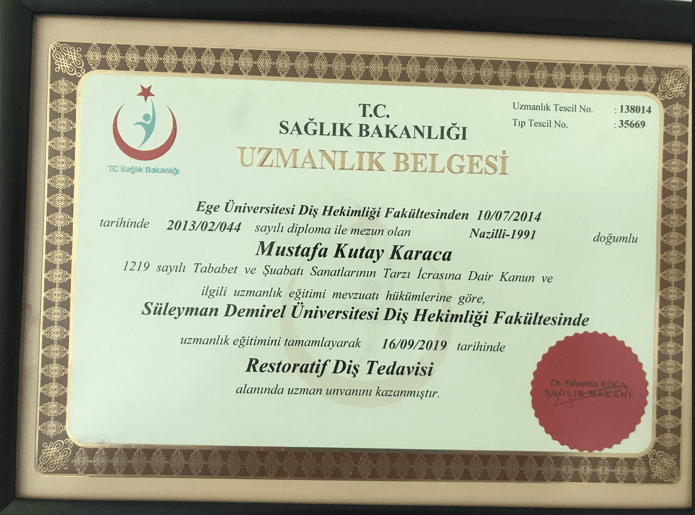 T.C.
SAĞLIK BAKANLIĞI
UZMANLIK BELGESİ
Uzmanlık Tescil No. : 138014
Tıp Tescil No. : 35669
T.C. Sağlık Bakanlığı
Ege Üniversitesi Diş Hekimliği Fakültesinden 10/07/2014
tarihinde 2013/02/044 sayılı diploma ile mezun olan Nazilli-1991 doğumlu
Mustafa Kutay Karaca
1219 sayılı Tababet ve Şuabatı Sanatlarının Tarzı İcrasına Dair Kanun ve
ilgili uzmanlık eğitimi mevzuatı hükümlerine göre,
Süleyman Demirel Üniversitesi Diş Hekimliği Fakültesinde
uzmanlık eğitimini tamamlayarak 16/09/2019 tarihinde
Restoratif Diş Tedavisi
alanında uzman unvanını kazanmıştır.
Dr. KOCA
SAĞLIK BAKANI